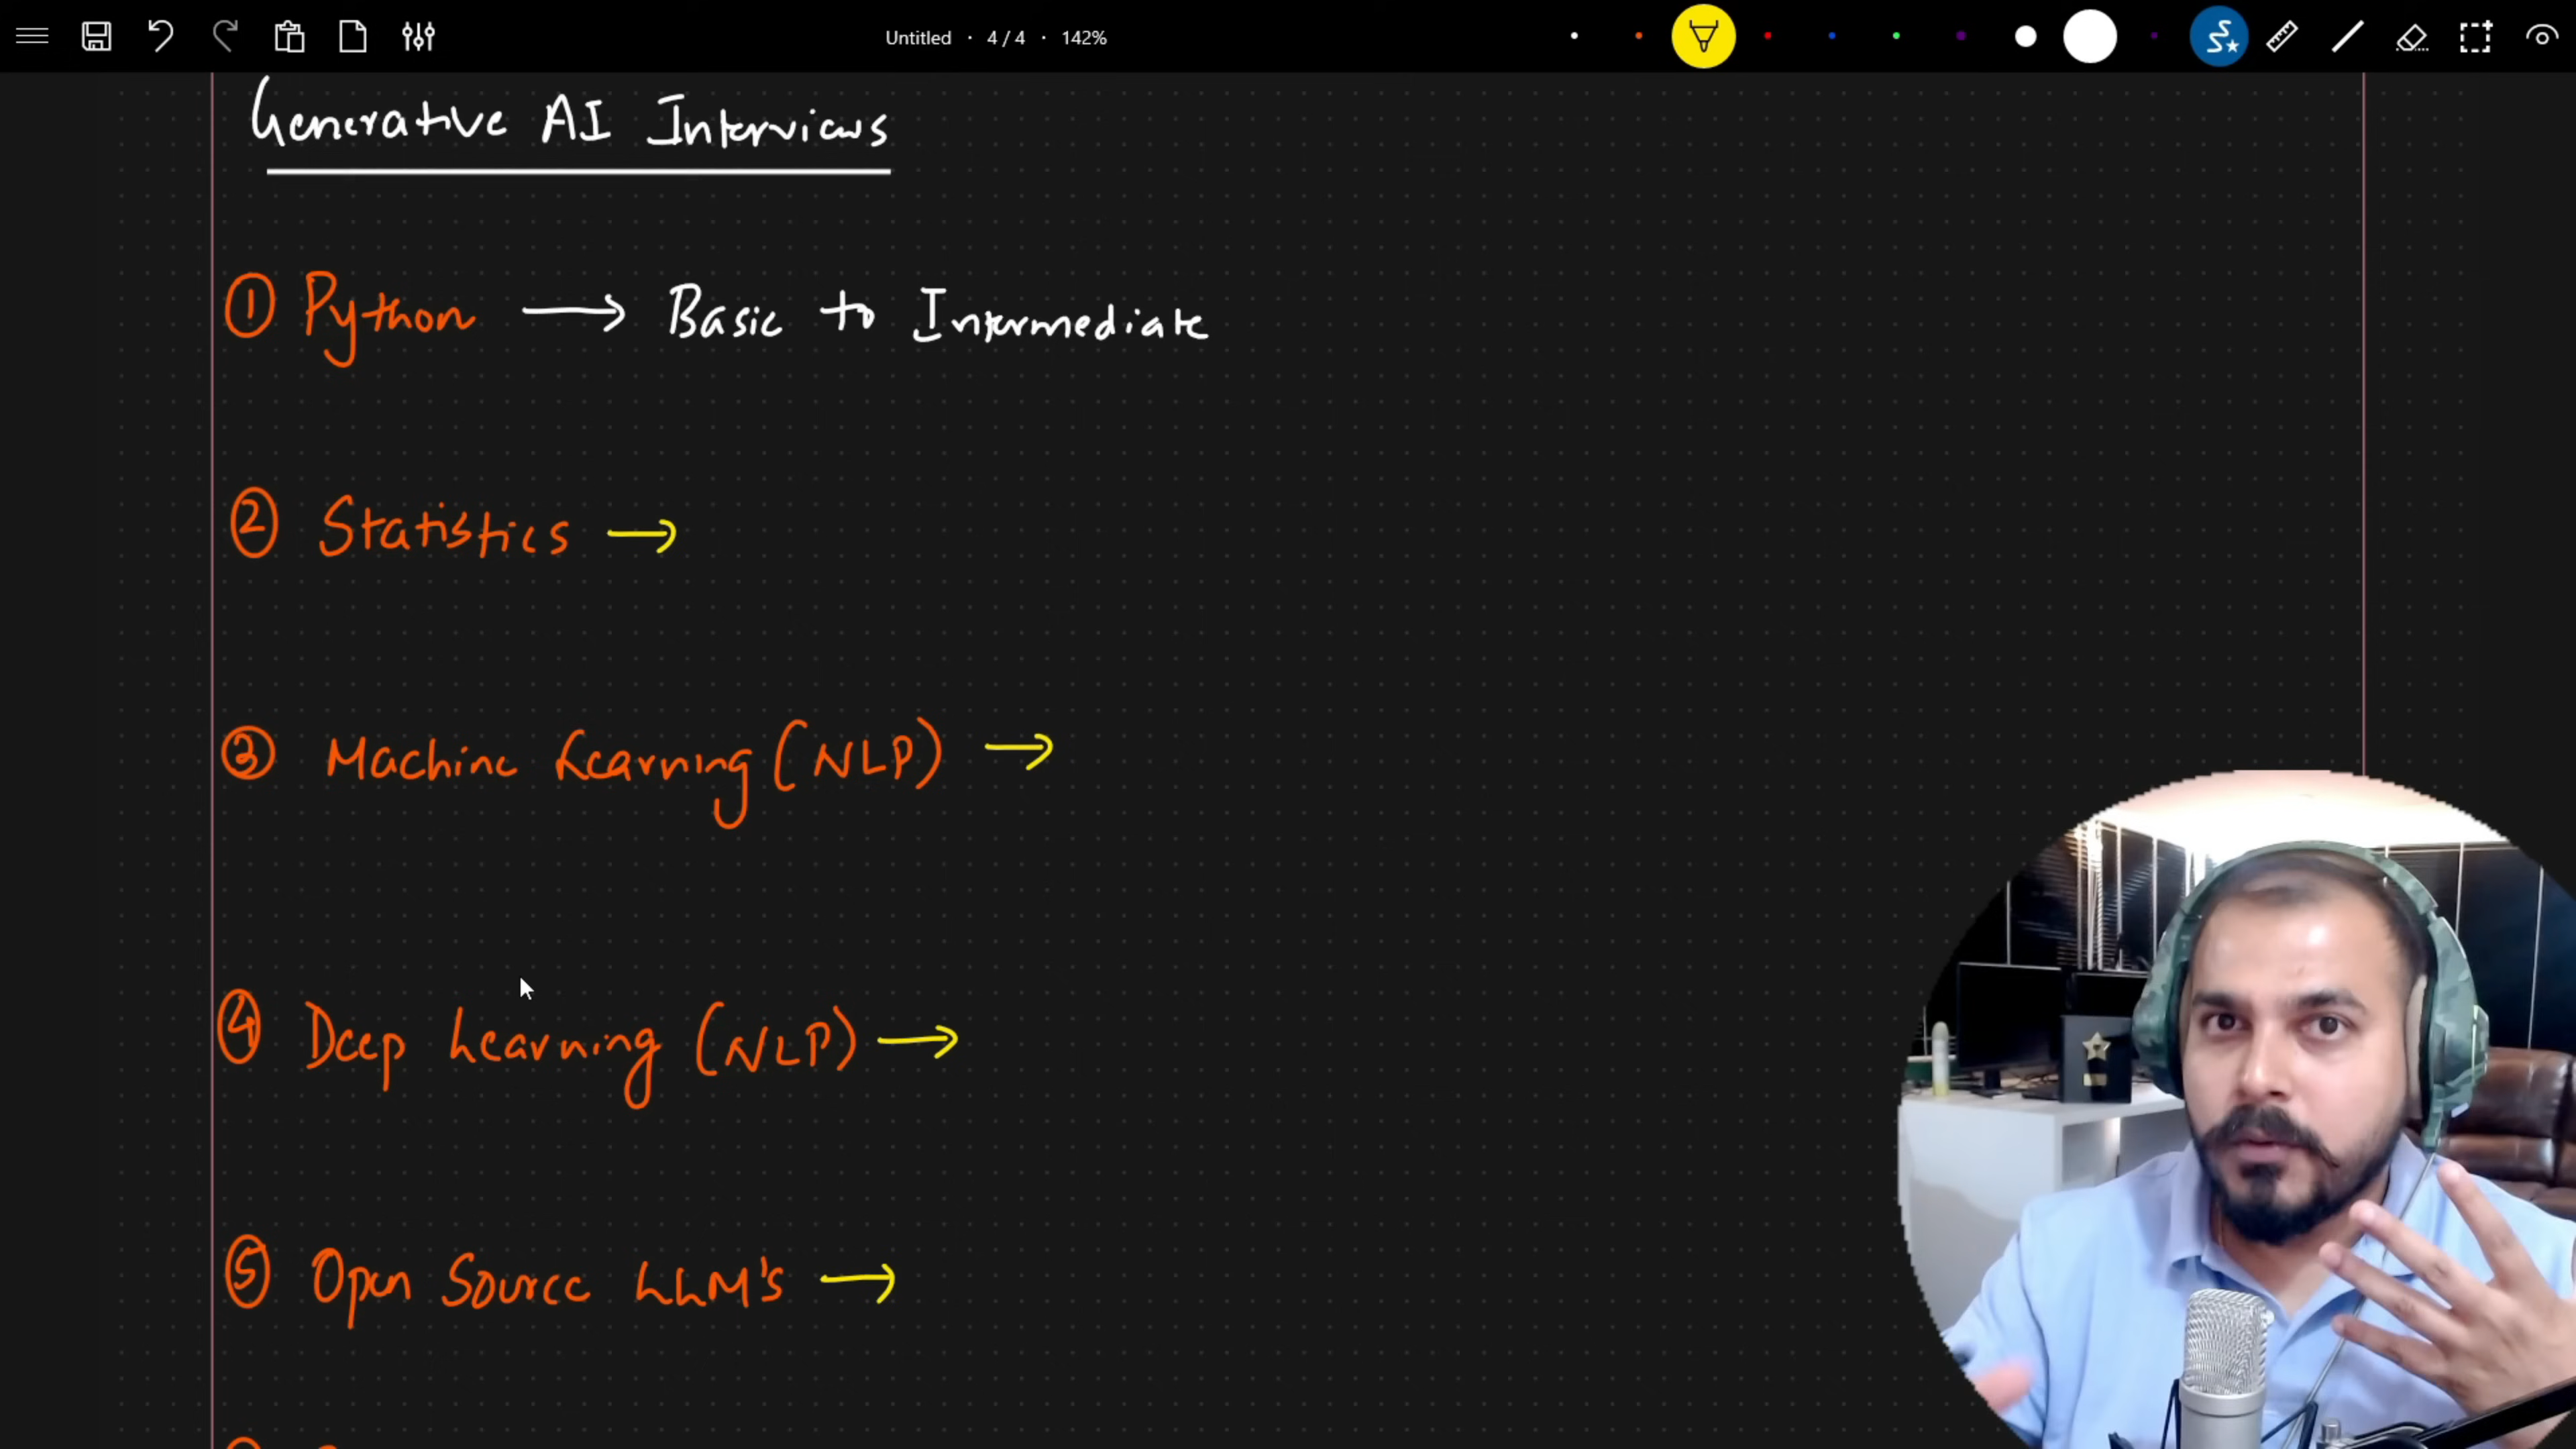 Untitled · 4 / 4 · 142%
Generative AI Interviews
① Python → Basic to Intermediate
② Statistics →
③ Machine Learning (NLP) →
④ Deep Learning (NLP) →
⑤ Open Source LLM's →